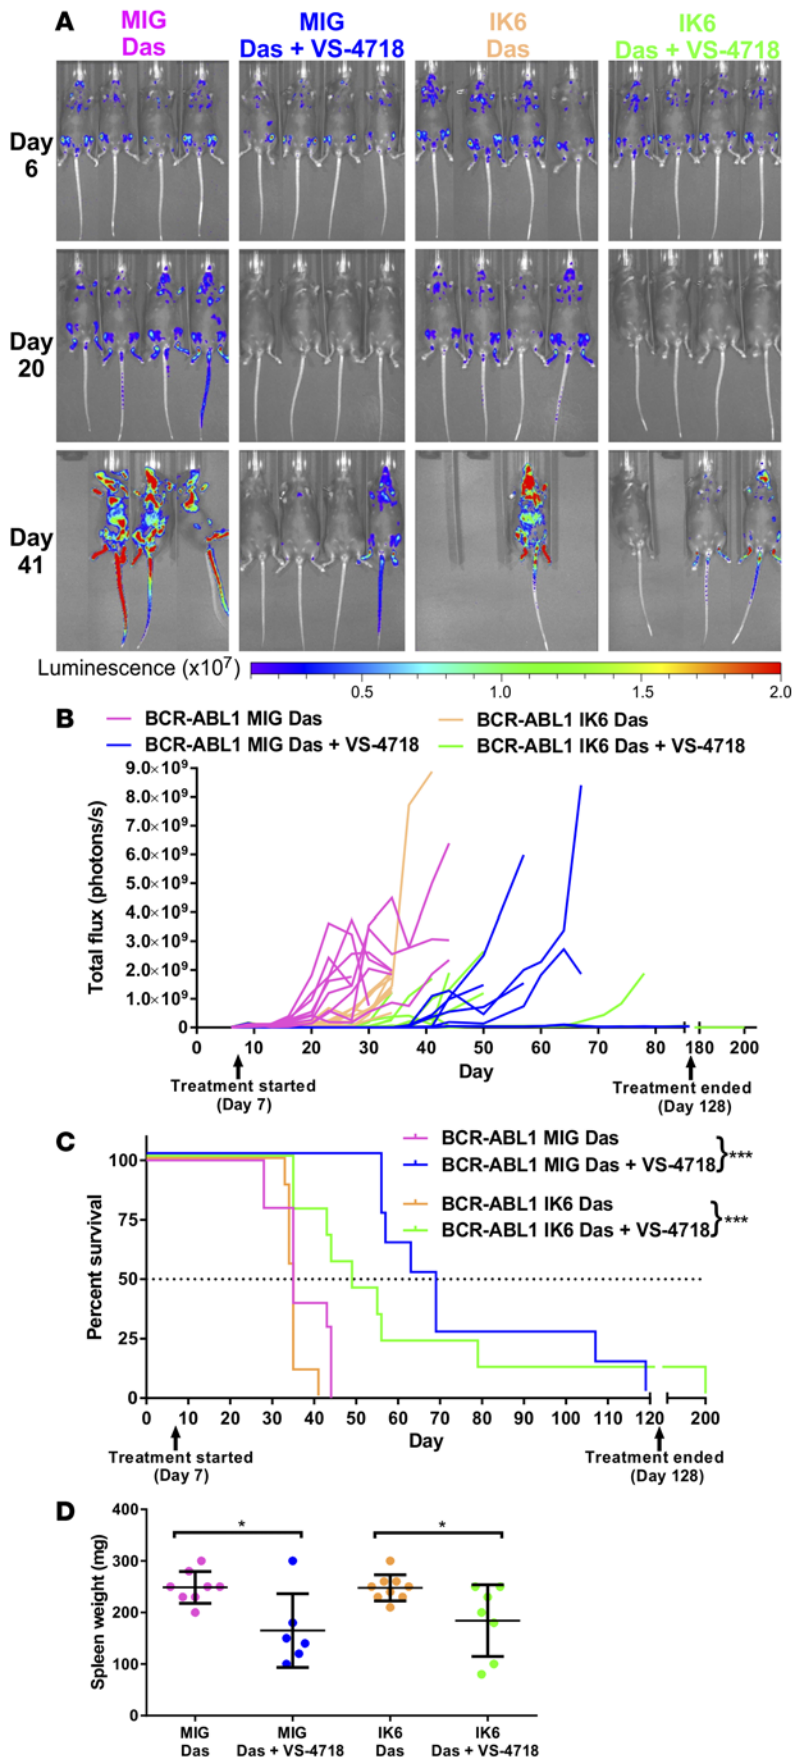 A
MIG
Das
MIG
Das + VS-4718
IK6
Das
IK6
Das + VS-4718
Day
6
Day
20
Day
41
Luminescence (x10⁷)
0.5 1.0 1.5 2.0
B
BCR-ABL1 MIG Das
BCR-ABL1 IK6 Das
BCR-ABL1 MIG Das + VS-4718
BCR-ABL1 IK6 Das + VS-4718
Total flux (photons/s)
9.0×10⁹
8.0×10⁹
7.0×10⁹
6.0×10⁹
5.0×10⁹
4.0×10⁹
3.0×10⁹
2.0×10⁹
1.0×10⁹
0
0 10 20 30 40 50 60 70 80 180 200
Day
Treatment started
(Day 7)
Treatment ended
(Day 128)
C
BCR-ABL1 MIG Das
BCR-ABL1 MIG Das + VS-4718
***
BCR-ABL1 IK6 Das
BCR-ABL1 IK6 Das + VS-4718
***
Percent survival
100
75
50
25
0
0 10 20 30 40 50 60 70 80 90 100 110 120 200
Day
Treatment started
(Day 7)
Treatment ended
(Day 128)
D
Spleen weight (mg)
400
300
200
100
0
* *
MIG
Das
MIG
Das + VS-4718
IK6
Das
IK6
Das + VS-4718